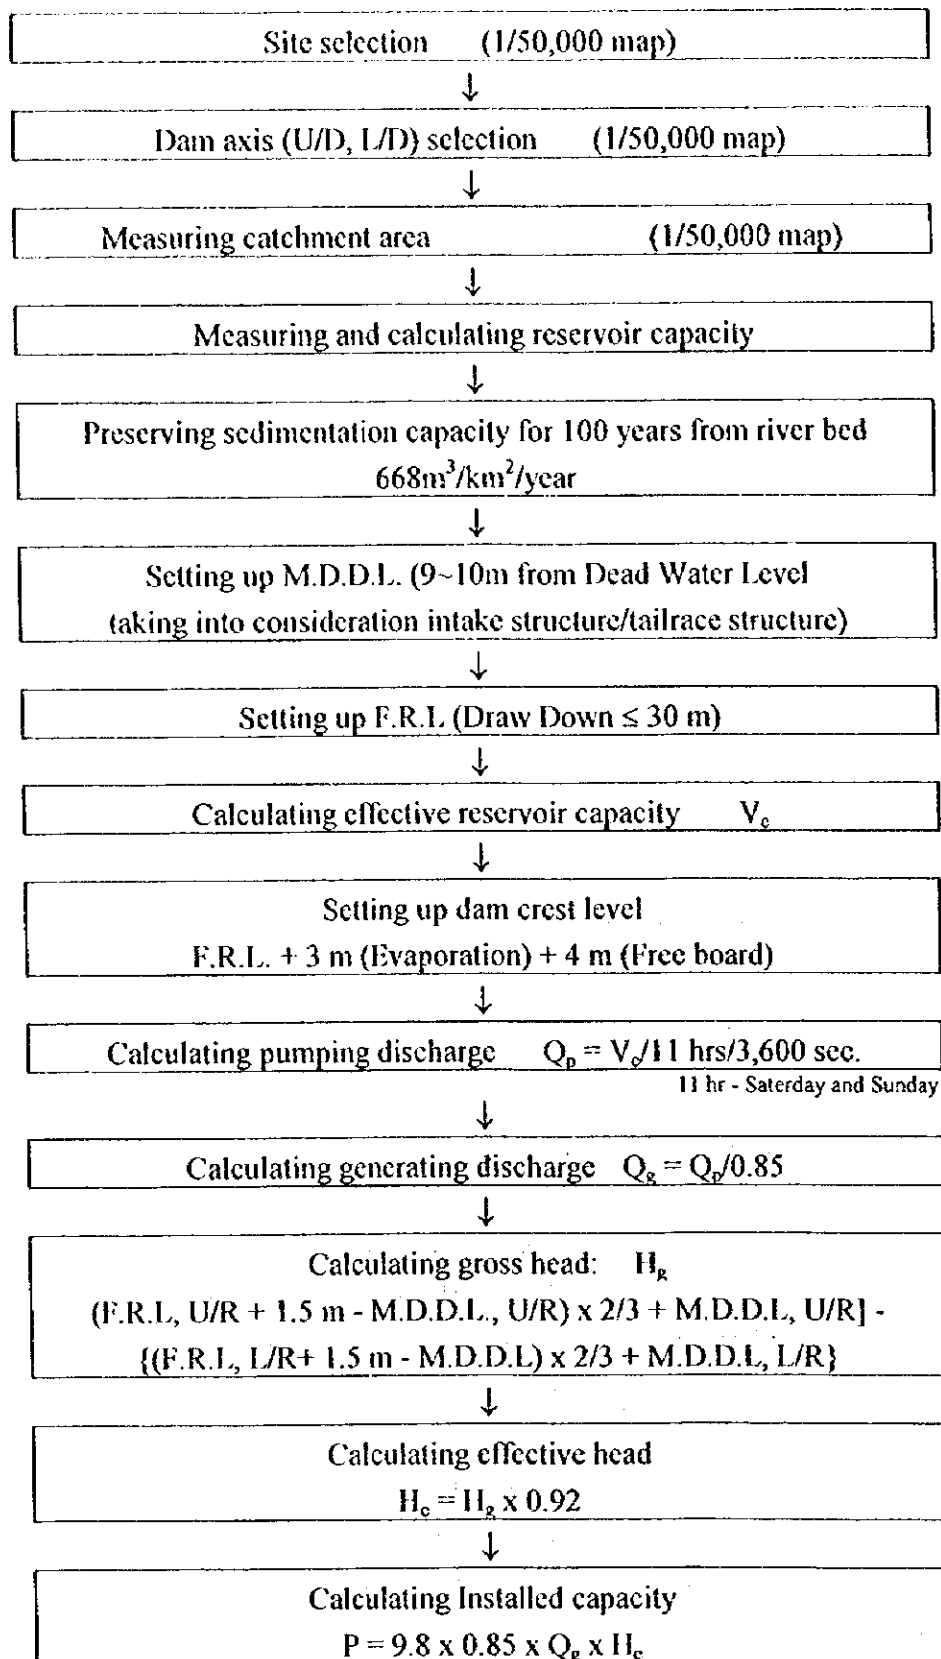 Site selection (1/50,000 map)
↓
Dam axis (U/D, L/D) selection (1/50,000 map)
↓
Measuring catchment area (1/50,000 map)
↓
Measuring and calculating reservoir capacity
↓
Preserving sedimentation capacity for 100 years from river bed
668m³/km²/year
↓
Setting up M.D.D.L. (9~10m from Dead Water Level
taking into consideration intake structure/tailrace structure)
↓
Setting up F.R.L (Draw Down ≤ 30 m)
↓
Calculating effective reservoir capacity Vₑ
↓
Setting up dam crest level
F.R.L. + 3 m (Evaporation) + 4 m (Free board)
↓
Calculating pumping discharge Qₚ = Vₑ/11 hrs/3,600 sec.
11 hr - Saterday and Sunday
↓
Calculating generating discharge Q_g = Qₚ/0.85
↓
Calculating gross head: H_g
(F.R.L, U/R + 1.5 m - M.D.D.L., U/R) x 2/3 + M.D.D.L, U/R] -
{(F.R.L, L/R+ 1.5 m - M.D.D.L) x 2/3 + M.D.D.L, L/R}
↓
Calculating effective head
Hₑ = H_g x 0.92
↓
Calculating Installed capacity
P = 9.8 x 0.85 x Q_g x Hₑ